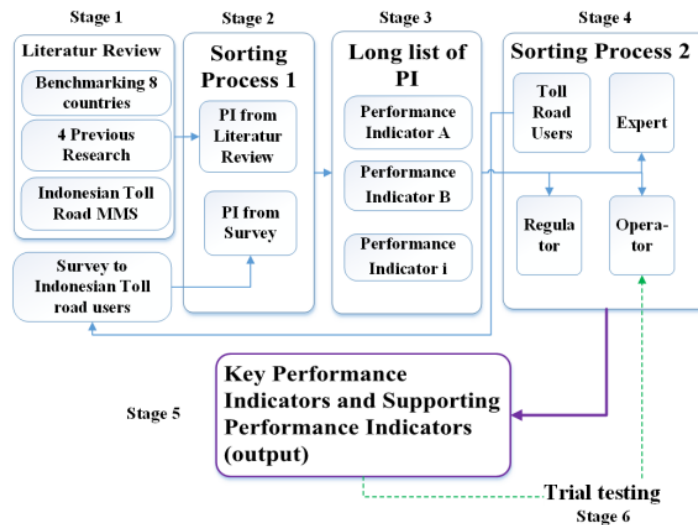 Stage 1
Literatur Review
Benchmarking 8
countries
4 Previous
Research
Indonesian Toll
Road MMS
Survey to
Indonesian Toll
road users
Stage 2
Sorting
Process 1
PI from
Literatur
Review
PI from
Survey
Stage 3
Long list of
PI
Performance
Indicator A
Performance
Indicator B
Performance
Indicator i
Stage 4
Sorting Process 2
Toll
Road
Users
Expert
Regula
tor
Opera-
tor
Stage 5
Key Performance
Indicators and Supporting
Performance Indicators
(output)
Trial testing
Stage 6